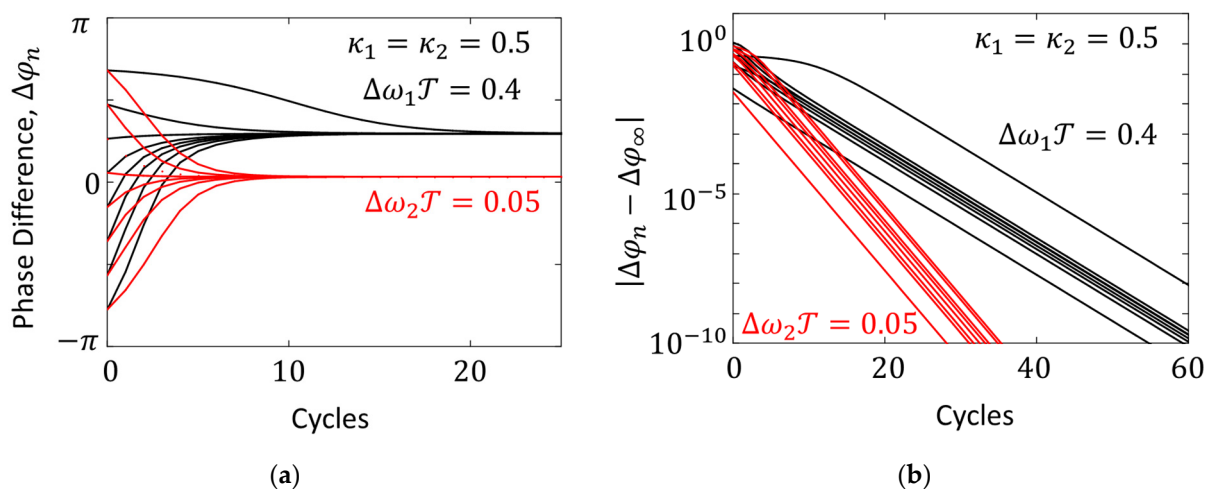 π
κ₁ = κ₂ = 0.5
Δω₁𝒯 = 0.4
0
Δω₂𝒯 = 0.05
−π
0
10
20
Phase Difference, Δφₙ
Cycles
(a)
10⁰
κ₁ = κ₂ = 0.5
Δω₁𝒯 = 0.4
10⁻⁵
Δω₂𝒯 = 0.05
10⁻¹⁰
0
20
40
60
|Δφₙ − Δφ∞|
Cycles
(b)